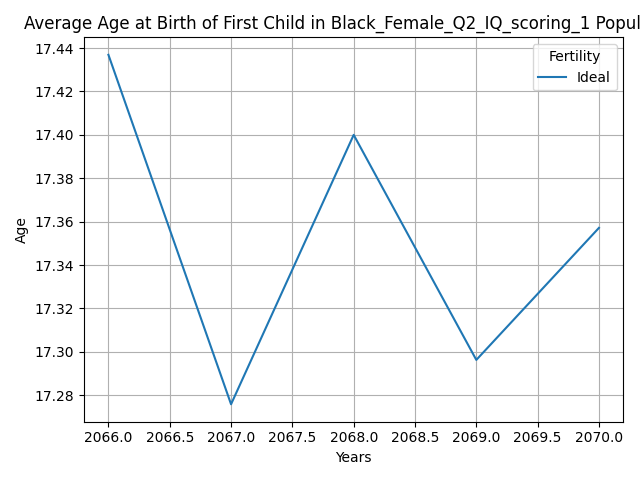 Average Age at Birth of First Child in Black_Female_Q2_IQ_scoring_1 Popul
17.44
17.42
17.40
17.38
17.36
17.34
17.32
17.30
17.28
Age
Fertility
Ideal
2066.0 2066.5 2067.0 2067.5 2068.0 2068.5 2069.0 2069.5 2070.0
Years